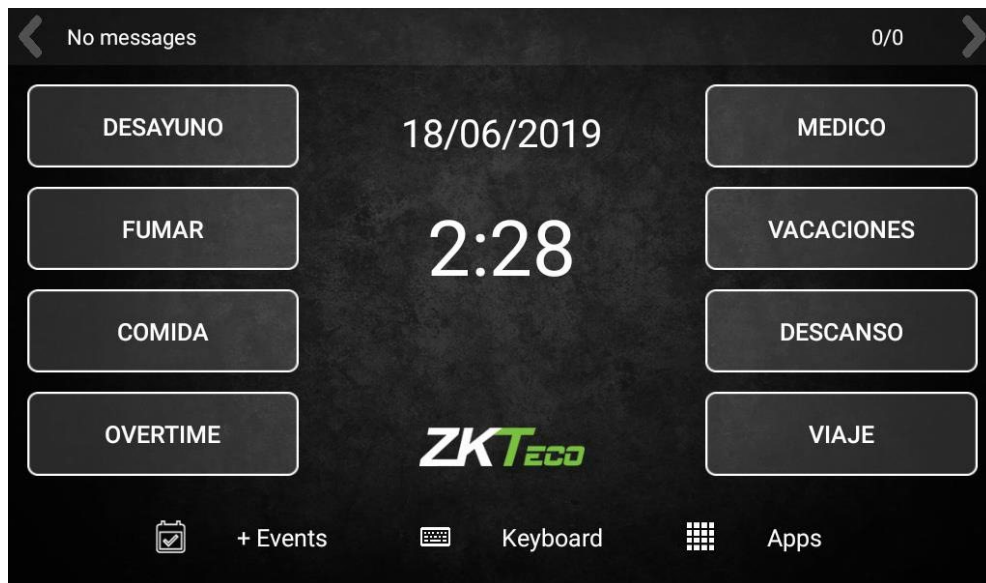 No messages 0/0
DESAYUNO
18/06/2019
MEDICO
FUMAR
2:28
VACACIONES
COMIDA
DESCANSO
OVERTIME
ZKTECO
VIAJE
+ Events
Keyboard
Apps